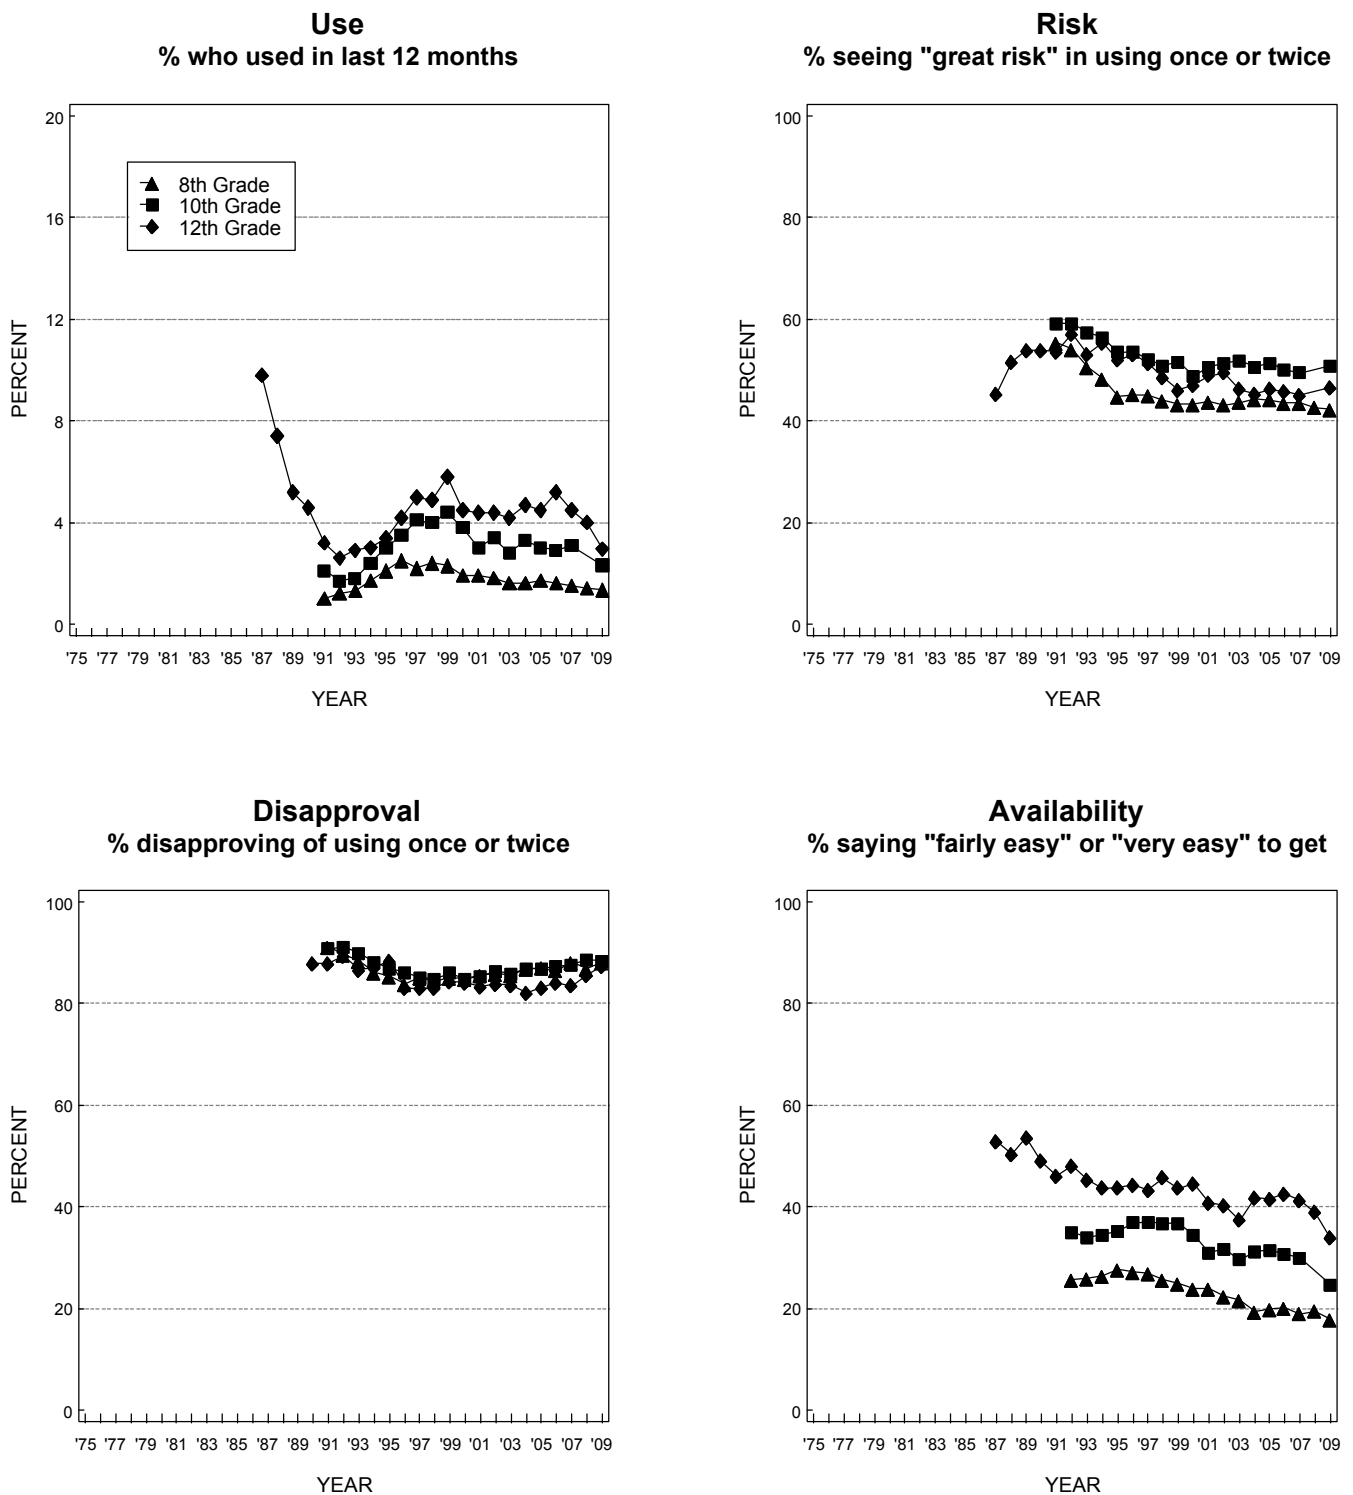 Use
% who used in last 12 months
20
16
12
8
4
0
PERCENT
8th Grade
10th Grade
12th Grade
'75 '77 '79 '81 '83 '85 '87 '89 '91 '93 '95 '97 '99 '01 '03 '05 '07 '09
YEAR
Risk
% seeing "great risk" in using once or twice
100
80
60
40
20
0
PERCENT
'75 '77 '79 '81 '83 '85 '87 '89 '91 '93 '95 '97 '99 '01 '03 '05 '07 '09
YEAR
Disapproval
% disapproving of using once or twice
100
80
60
40
20
0
PERCENT
'75 '77 '79 '81 '83 '85 '87 '89 '91 '93 '95 '97 '99 '01 '03 '05 '07 '09
YEAR
Availability
% saying "fairly easy" or "very easy" to get
100
80
60
40
20
0
PERCENT
'75 '77 '79 '81 '83 '85 '87 '89 '91 '93 '95 '97 '99 '01 '03 '05 '07 '09
YEAR